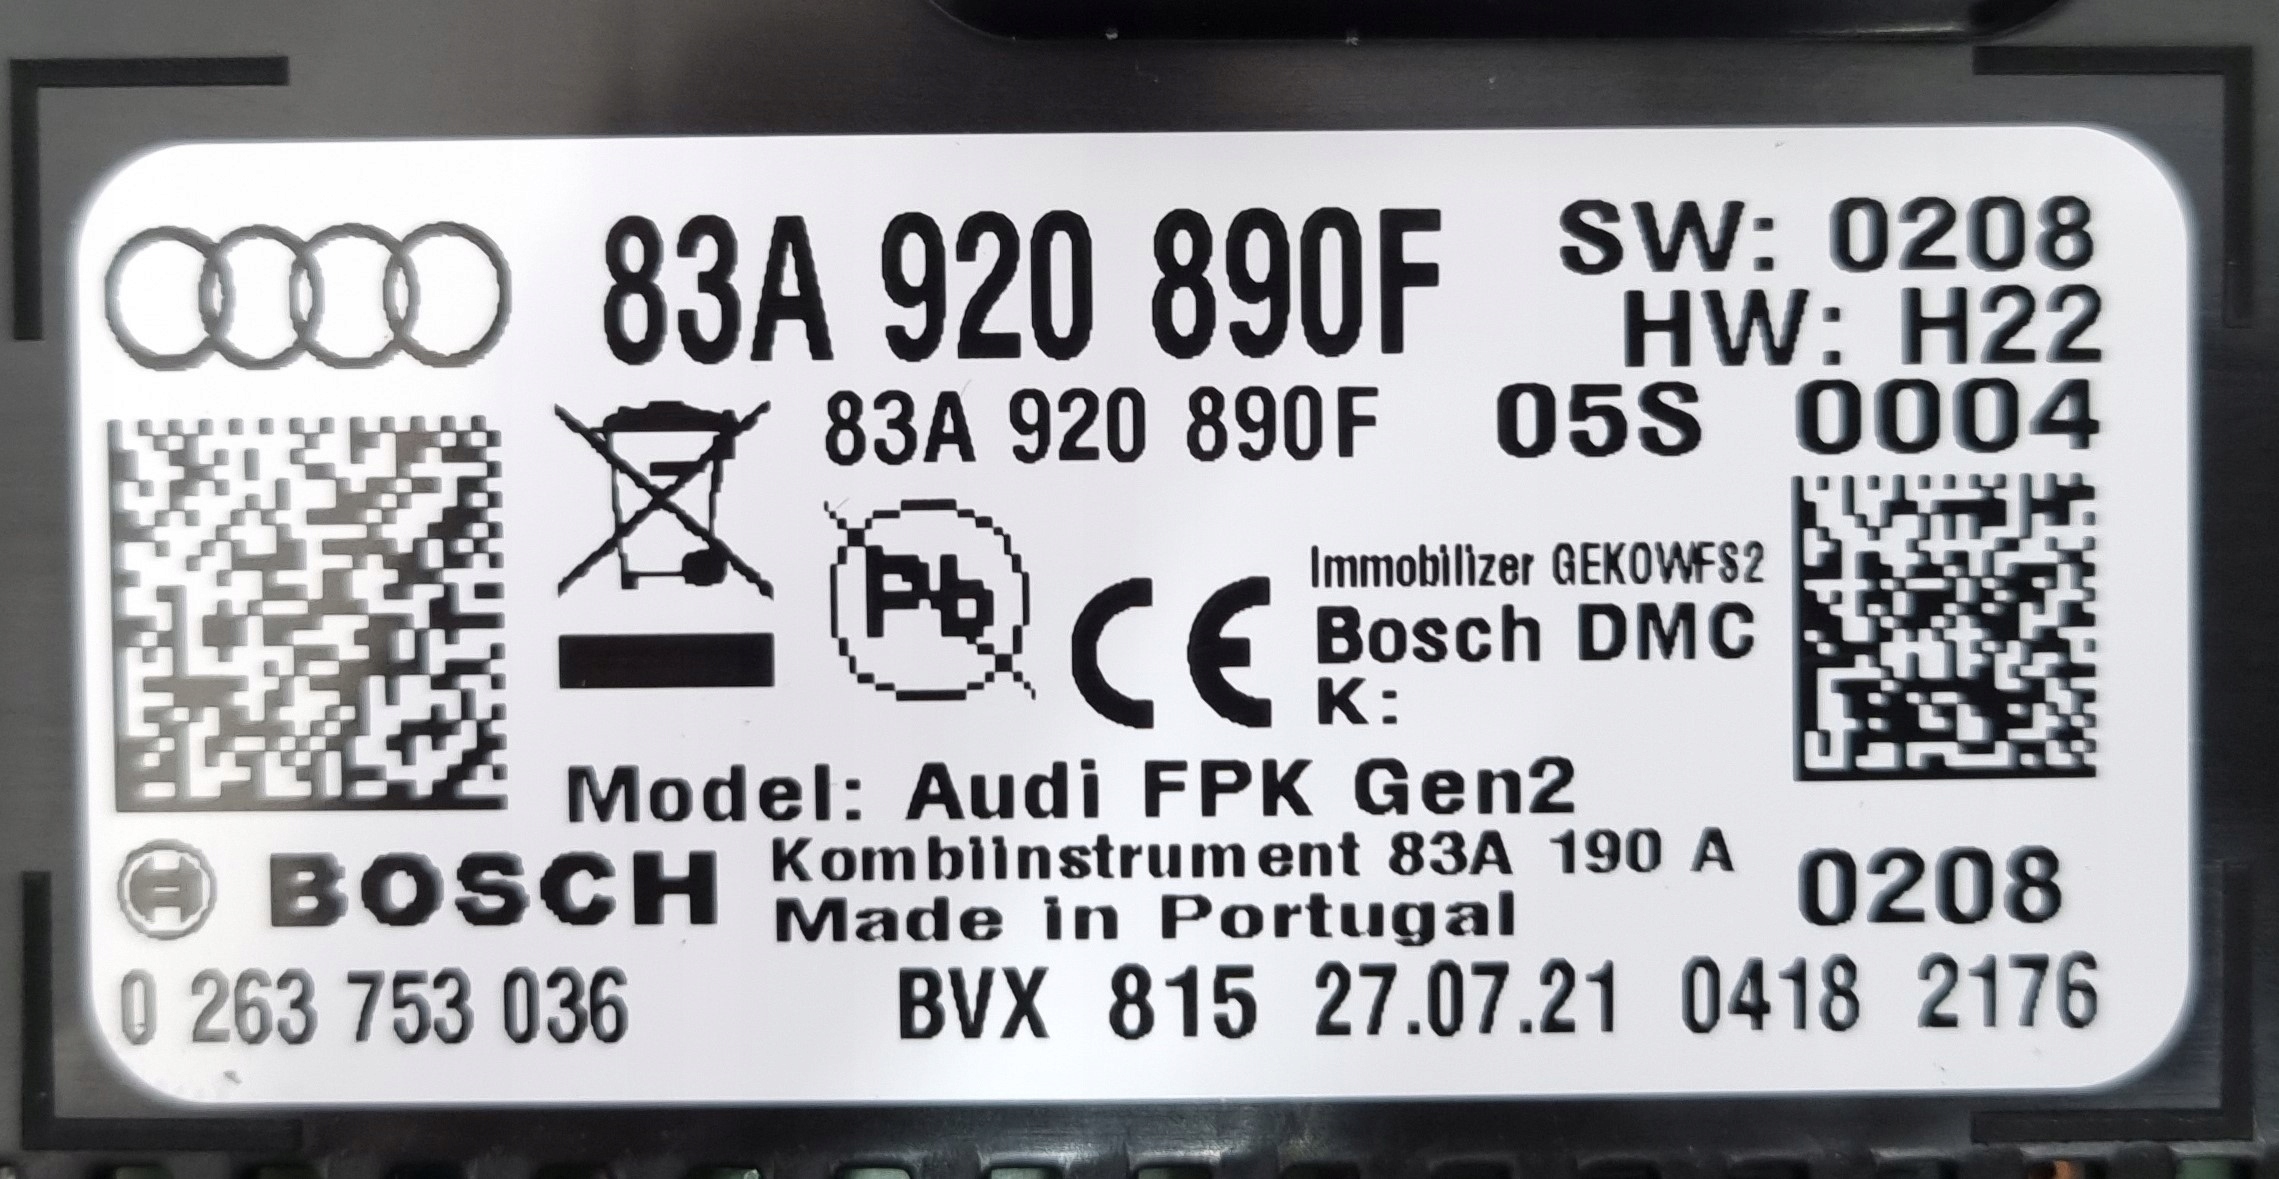 83A 920 890F SW: 0208
HW: H22
83A 920 890F 05S 0004
Pb
CE
Immobilizer GEKOWFS2
Bosch DMC
K:
Model: Audi FPK Gen2
BOSCH
Kombiinstrument 83A 190 A
Made in Portugal
0208
0 263 753 036 BVX 815 27.07.21 0418 2176